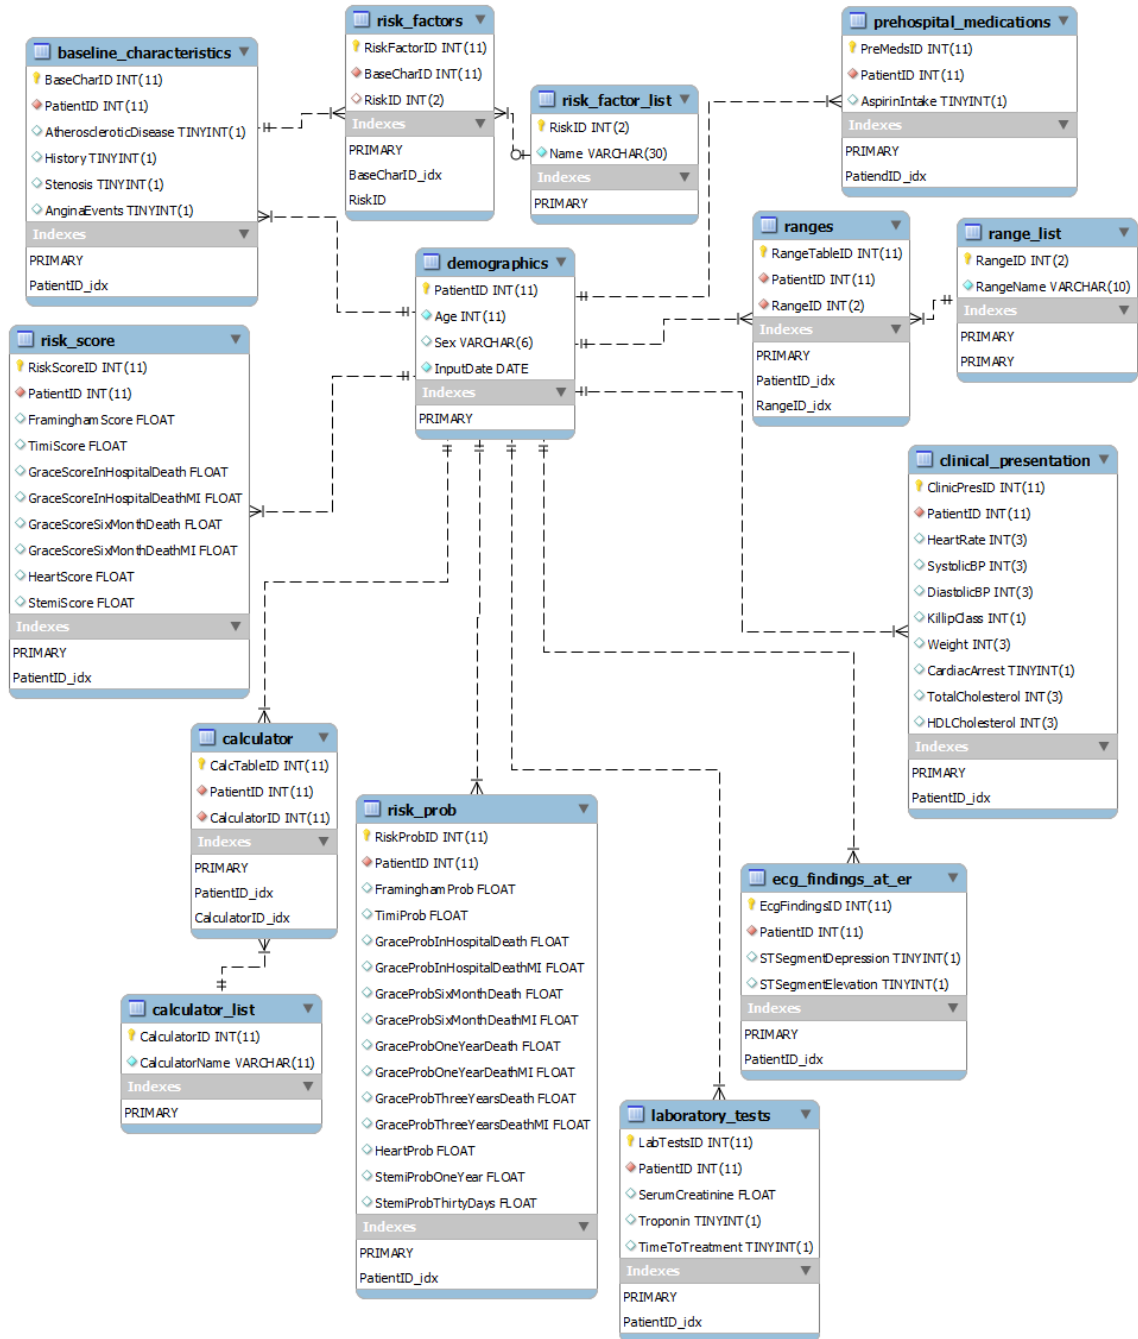 risk_factors
RiskFactorID INT(11)
BaseCharID INT(11)
RiskID INT(2)
Indexes
PRIMARY
BaseCharID_idx
RiskID
prehospital_medications
PreMedsID INT(11)
PatientID INT(11)
AspirinIntake TINYINT(1)
Indexes
PRIMARY
PatiendID_idx
baseline_characteristics
BaseCharID INT(11)
PatientID INT(11)
AtheroscleroticDisease TINYINT(1)
History TINYINT(1)
Stenosis TINYINT(1)
AnginaEvents TINYINT(1)
Indexes
PRIMARY
PatientID_idx
risk_factor_list
RiskID INT(2)
Name VARCHAR(30)
Indexes
PRIMARY
ranges
RangeTableID INT(11)
PatientID INT(11)
RangeID INT(2)
Indexes
PRIMARY
PatientID_idx
RangeID_idx
range_list
RangeID INT(2)
RangeName VARCHAR(10)
Indexes
PRIMARY
PRIMARY
demographics
PatientID INT(11)
Age INT(11)
Sex VARCHAR(6)
InputDate DATE
Indexes
PRIMARY
risk_score
RiskScoreID INT(11)
PatientID INT(11)
FraminghamScore FLOAT
TimiScore FLOAT
GraceScoreInHospitalDeath FLOAT
GraceScoreInHospitalDeathMI FLOAT
GraceScoreSixMonthDeath FLOAT
GraceScoreSixMonthDeathMI FLOAT
HeartScore FLOAT
StemiScore FLOAT
Indexes
PRIMARY
PatientID_idx
clinical_presentation
ClinicPresID INT(11)
PatientID INT(11)
HeartRate INT(3)
SystolicBP INT(3)
DiastolicBP INT(3)
KillipClass INT(1)
Weight INT(3)
CardiacArrest TINYINT(1)
TotalCholesterol INT(3)
HDLCholesterol INT(3)
Indexes
PRIMARY
PatientID_idx
calculator
CalcTableID INT(11)
PatientID INT(11)
CalculatorID INT(11)
Indexes
PRIMARY
PatientID_idx
CalculatorID_idx
risk_prob
RiskProbID INT(11)
PatientID INT(11)
FraminghamProb FLOAT
TimiProb FLOAT
GraceProbInHospitalDeath FLOAT
GraceProbInHospitalDeathMI FLOAT
GraceProbSixMonthDeath FLOAT
GraceProbSixMonthDeathMI FLOAT
GraceProbOneYearDeath FLOAT
GraceProbOneYearDeathMI FLOAT
GraceProbThreeYearsDeath FLOAT
GraceProbThreeYearsDeathMI FLOAT
HeartProb FLOAT
StemiProbOneYear FLOAT
StemiProbThirtyDays FLOAT
Indexes
PRIMARY
PatientID_idx
ecg_findings_at_er
EcgFindingsID INT(11)
PatientID INT(11)
STSegmentDepression TINYINT(1)
STSegmentElevation TINYINT(1)
Indexes
PRIMARY
PatientID_idx
calculator_list
CalculatorID INT(11)
CalculatorName VARCHAR(11)
Indexes
PRIMARY
laboratory_tests
LabTestsID INT(11)
PatientID INT(11)
SerumCreatinine FLOAT
Troponin TINYINT(1)
TimeToTreatment TINYINT(1)
Indexes
PRIMARY
PatientID_idx